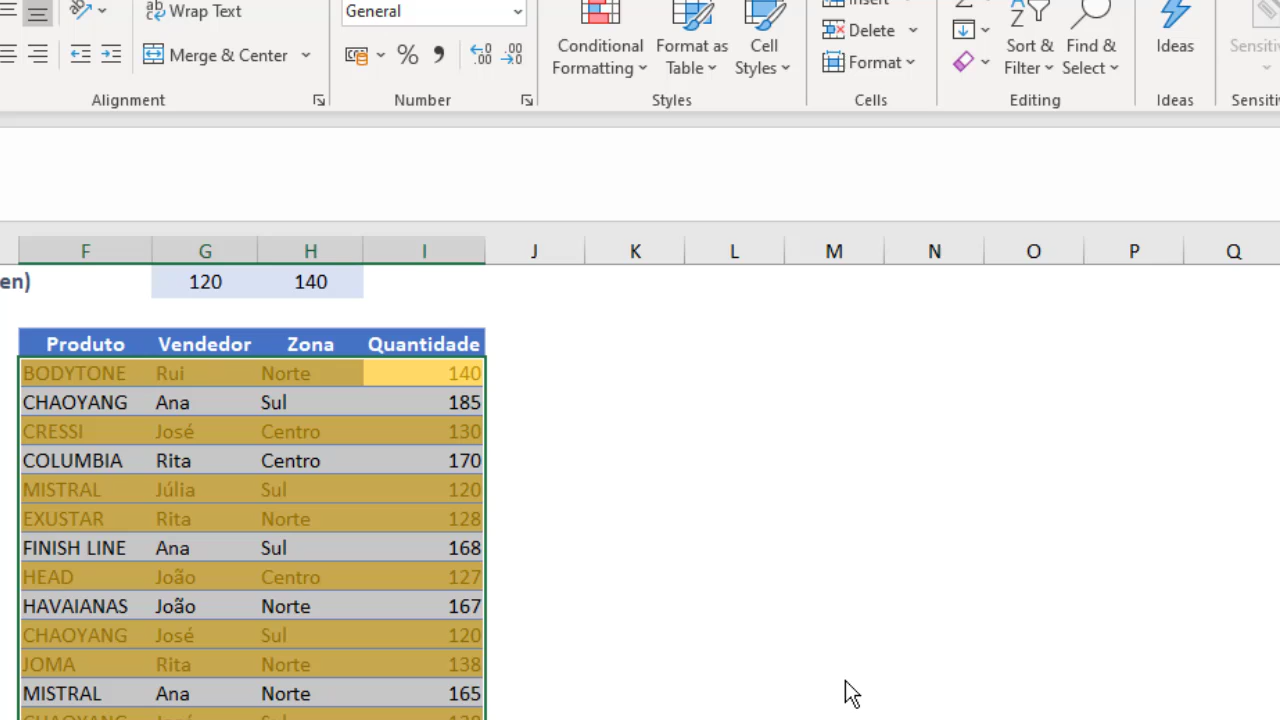 Wrap Text
General
Insert
Delete
Merge & Center
Conditional Formatting
Format as Table
Cell Styles
Format
Sort & Filter
Find & Select
Ideas
Alignment
Number
Styles
Cells
Editing
Ideas
F G H I J K L M N O P Q
en) 120 140
Produto Vendedor Zona Quantidade
BODYTONE Rui Norte 140
CHAOYANG Ana Sul 185
CRESSI José Centro 130
COLUMBIA Rita Centro 170
MISTRAL Júlia Sul 120
EXUSTAR Rita Norte 128
FINISH LINE Ana Sul 168
HEAD João Centro 127
HAVAIANAS João Norte 167
CHAOYANG José Sul 120
JOMA Rita Norte 138
MISTRAL Ana Norte 165